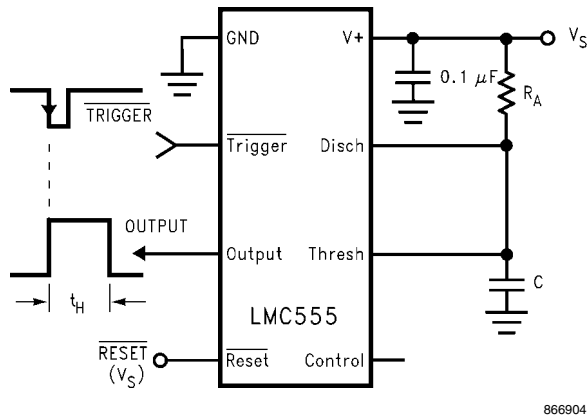 GND
V+
V_S
0.1 µF
R_A
TRIGGER
Trigger
Disch
OUTPUT
Output
Thresh
C
t_H
LMC555
RESET
(V_S)
Reset
Control
866904